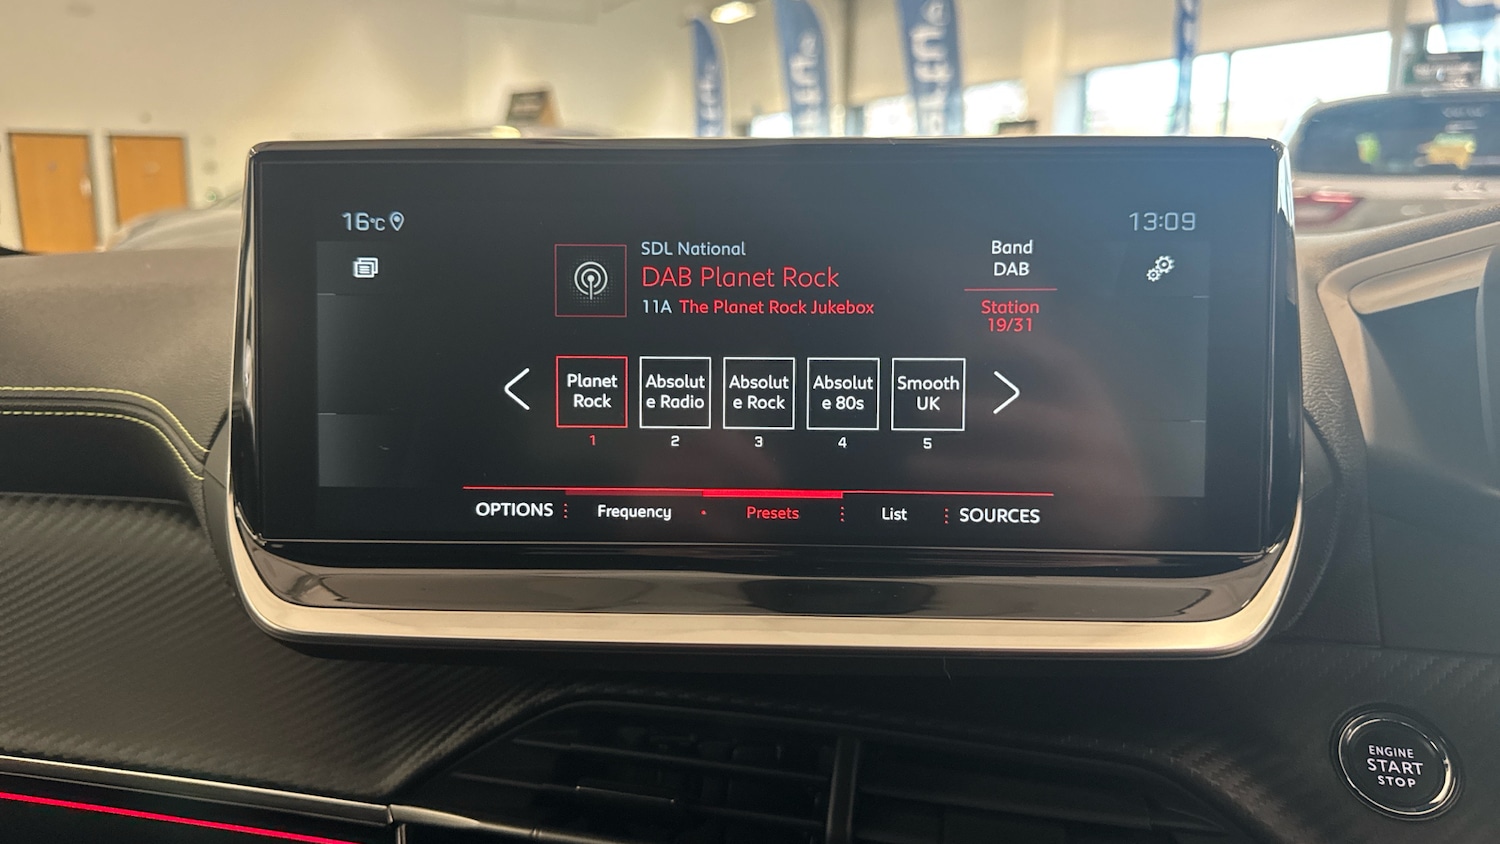 16°C
13:09
SDL National
DAB Planet Rock
11A The Planet Rock Jukebox
Band
DAB
Station
19/31
Planet
Rock
1
Absolut
e Radio
2
Absolut
e Rock
3
Absolut
e 80s
4
Smooth
UK
5
OPTIONS
Frequency
Presets
List
SOURCES
ENGINE
START
STOP